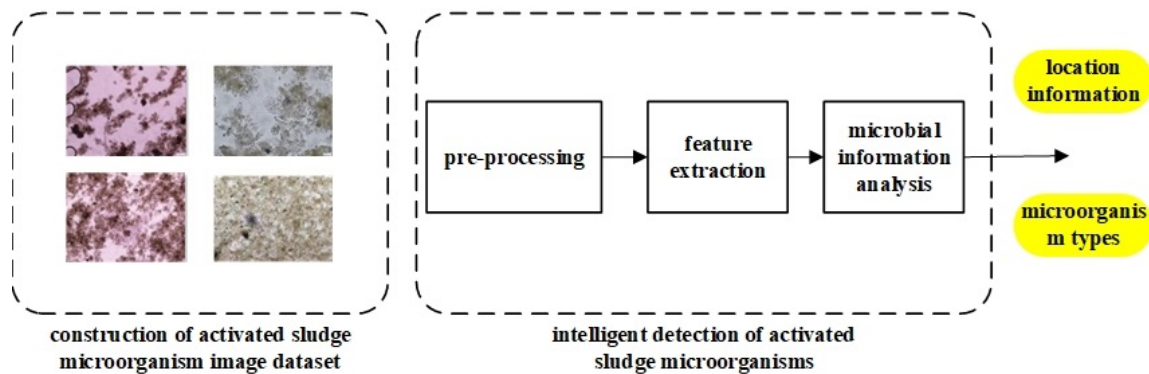 pre-processing
feature
extraction
microbial
information
analysis
location
information
microorganis
m types
construction of activated sludge
microorganism image dataset
intelligent detection of activated
sludge microorganisms